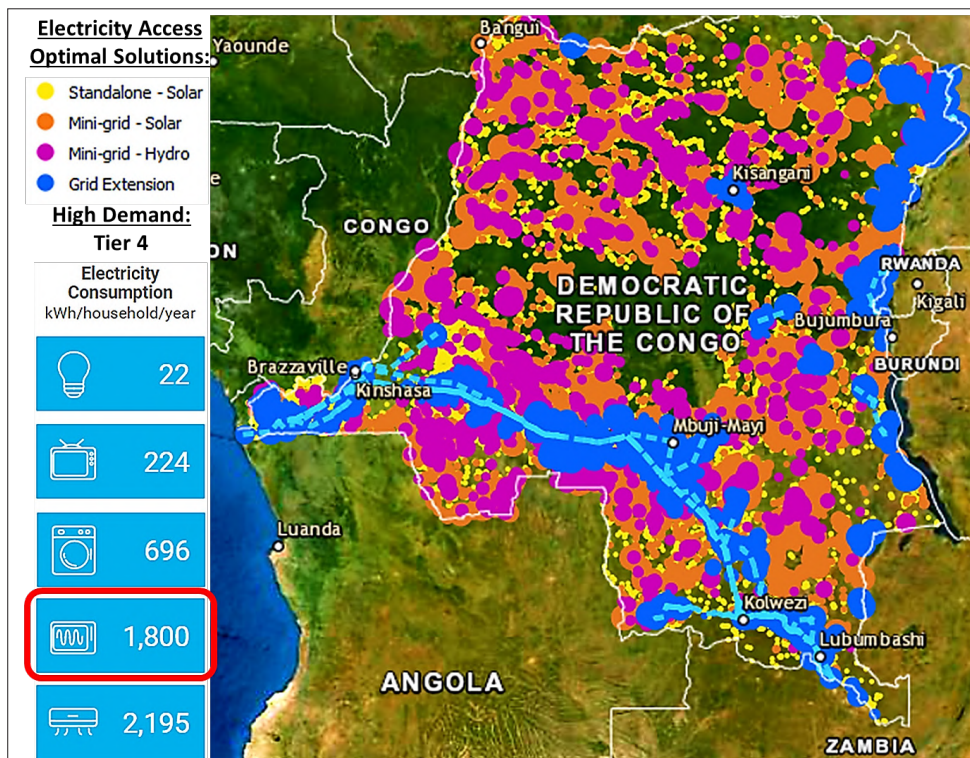 Electricity Access
Optimal Solutions:
Standalone - Solar
Mini-grid - Solar
Mini-grid - Hydro
Grid Extension
High Demand:
Tier 4
Electricity
Consumption
kWh/household/year
22
224
696
1,800
2,195
Bangui
Yaounde
e
CONGO
ON
Kisangani
DEMOCRATIC
REPUBLIC OF
THE CONGO
RWANDA
Kigali
Bujumbura
BURUNDI
Brazzaville
Kinshasa
Mbuji-Mayi
Luanda
Kolwezi
Lubumbashi
ANGOLA
ZAMBIA